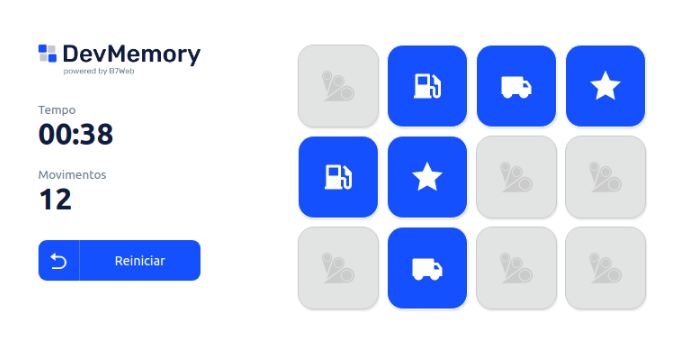 DevMemory
powered by B7Web
Tempo
00:38
Movimentos
12
Reiniciar